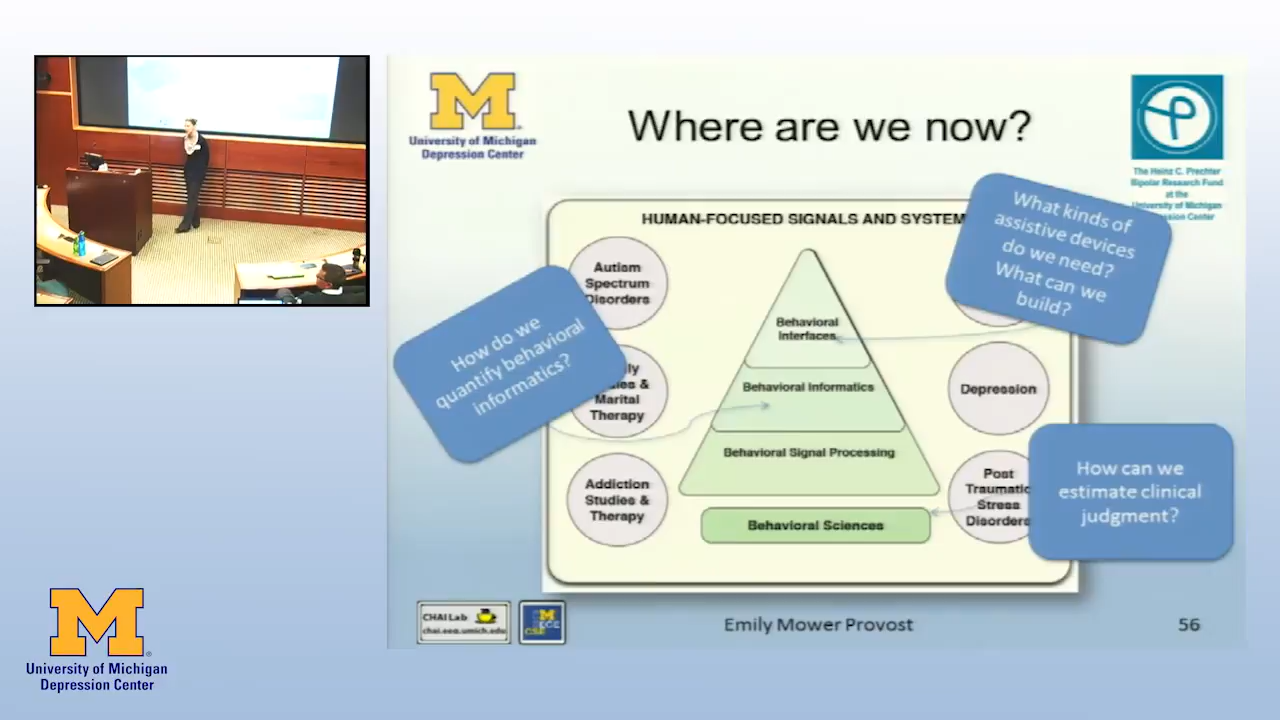 M
University of Michigan
Depression Center
Where are we now?
P
The Heinz C. Prechter
Bipolar Research Fund
at the
University of Michigan
Center
HUMAN-FOCUSED SIGNALS AND SYSTEM
Autism
Spectrum
Disorders
What kinds of
assistive devices
do we need?
What can we
build?
How do we
quantify behavioral
informatics?
Behavioral
Interfaces
Marital
Therapy
Behavioral Informatics
Depression
Behavioral Signal Processing
Addiction
Studies &
Therapy
Post
Traumatic
Stress
Disorders
How can we
estimate clinical
judgment?
Behavioral Sciences
CHAI Lab
chai.eecs.umich.edu
M
CSE
Emily Mower Provost
56
M
University of Michigan
Depression Center